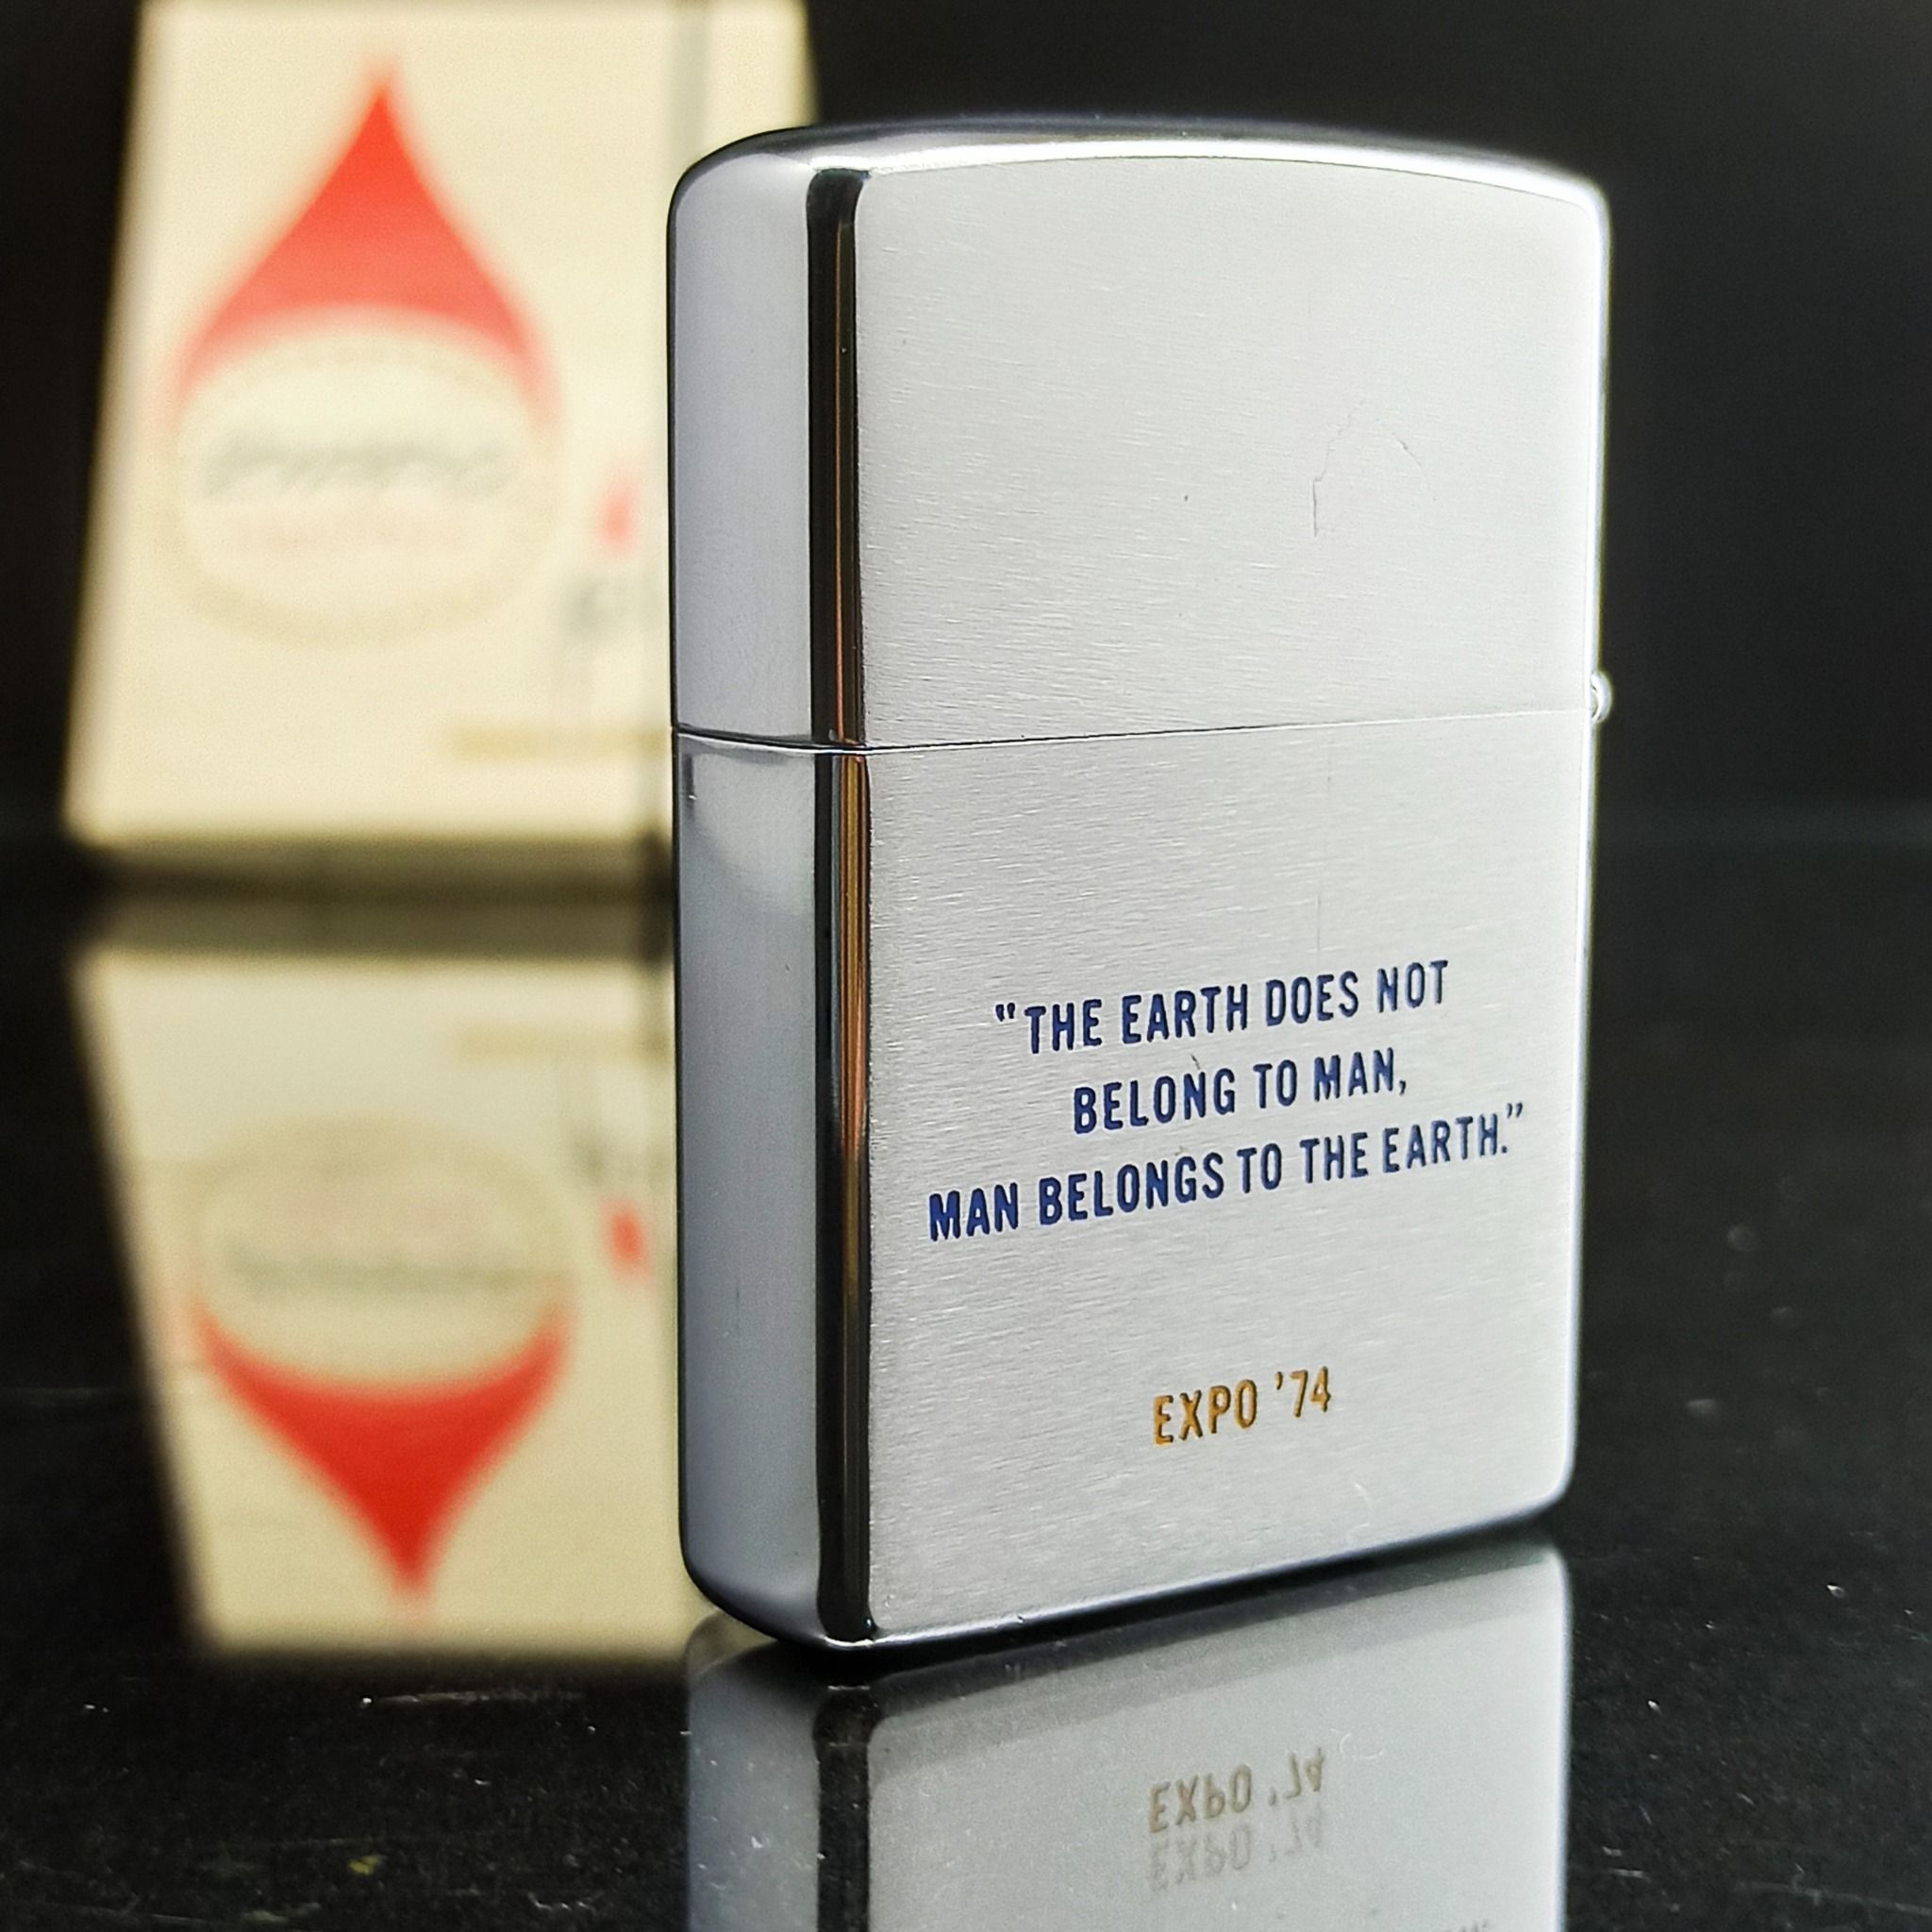 "THE EARTH DOES NOT
BELONG TO MAN,
MAN BELONGS TO THE EARTH."
EXPO '74